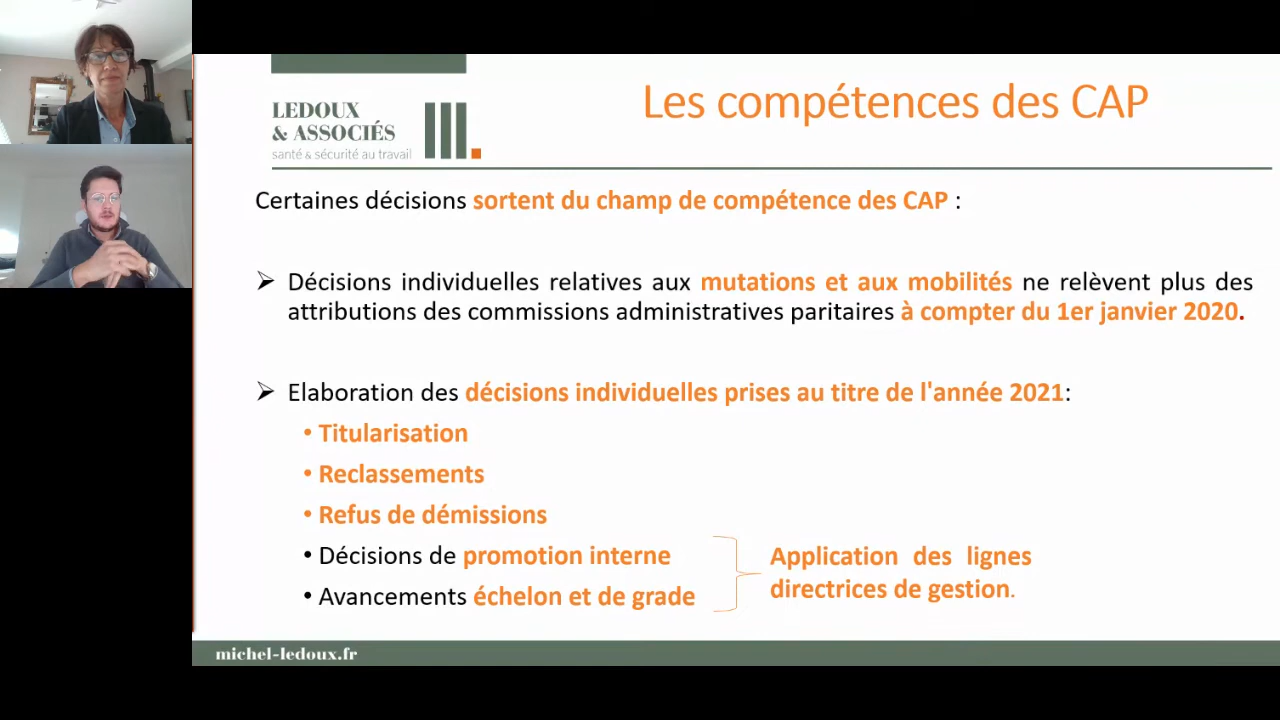 LEDOUX
& ASSOCIÉS
santé & sécurité au travail
Les compétences des CAP
Certaines décisions sortent du champ de compétence des CAP :
➢ Décisions individuelles relatives aux mutations et aux mobilités ne relèvent plus des
attributions des commissions administratives paritaires à compter du 1er janvier 2020.
➢ Elaboration des décisions individuelles prises au titre de l'année 2021:
• Titularisation
• Reclassements
• Refus de démissions
• Décisions de promotion interne
• Avancements échelon et de grade
Application des lignes
directrices de gestion.
michel-ledoux.fr